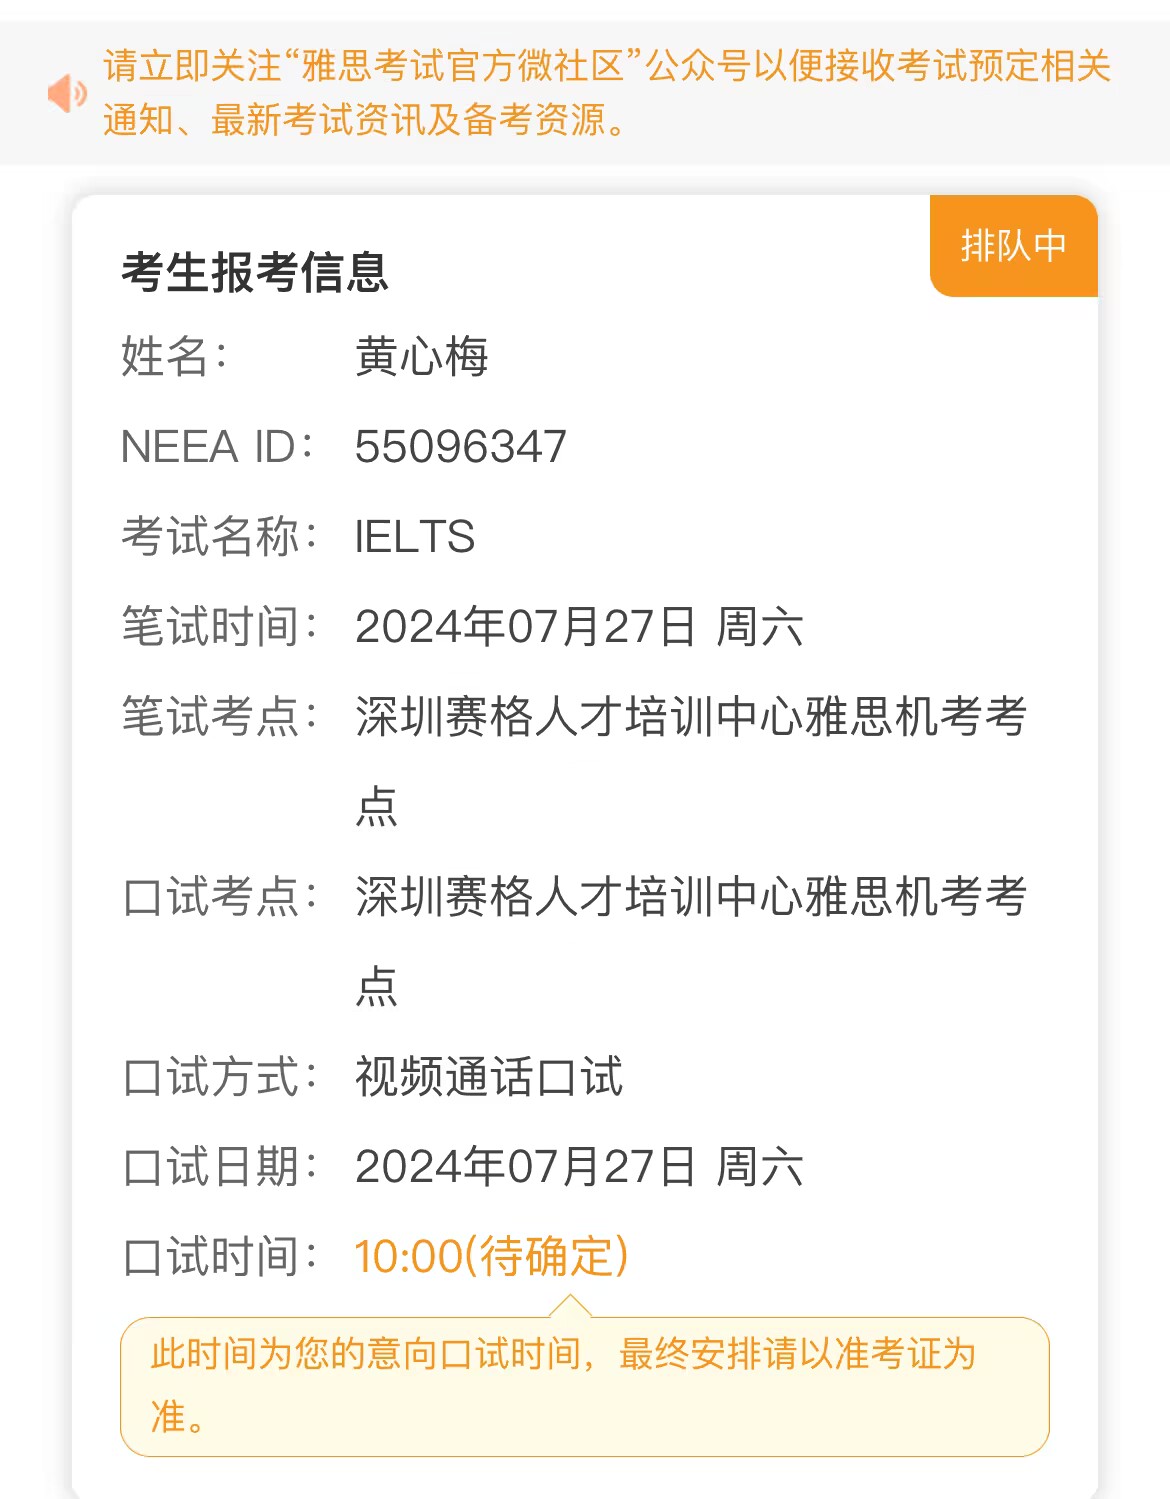 请立即关注“雅思考试官方微社区”公众号以便接收考试预定相关
通知、最新考试资讯及备考资源。
排队中
考生报考信息
姓名： 黄心梅
NEEA ID： 55096347
考试名称： IELTS
笔试时间： 2024年07月27日 周六
笔试考点： 深圳赛格人才培训中心雅思机考考
点
口试考点： 深圳赛格人才培训中心雅思机考考
点
口试方式： 视频通话口试
口试日期： 2024年07月27日 周六
口试时间： 10:00(待确定)
此时间为您的意向口试时间，最终安排请以准考证为
准。